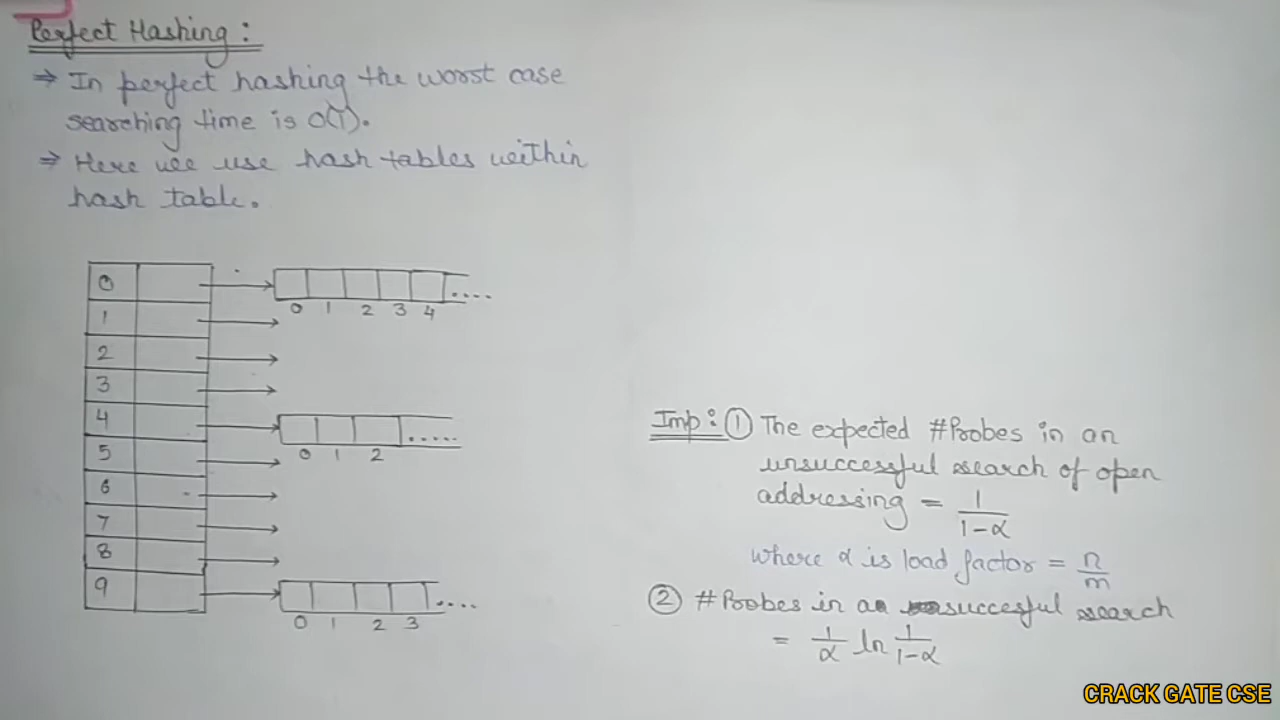 Perfect Hashing :
⇒ In perfect hashing the worst case
searching time is O(1).
⇒ Here we use hash tables within
hash table.
0
0 1 2 3 4
1
2
3
4
0 1 2
5
6
7
8
9
0 1 2 3
Imp: ① The expected #Probes in an
unsuccessful search of open
addressing = 1/(1-α)
where α is load factor = n/m
② #Probes in a successful search
= 1/α ln 1/(1-α)
CRACK GATE CSE